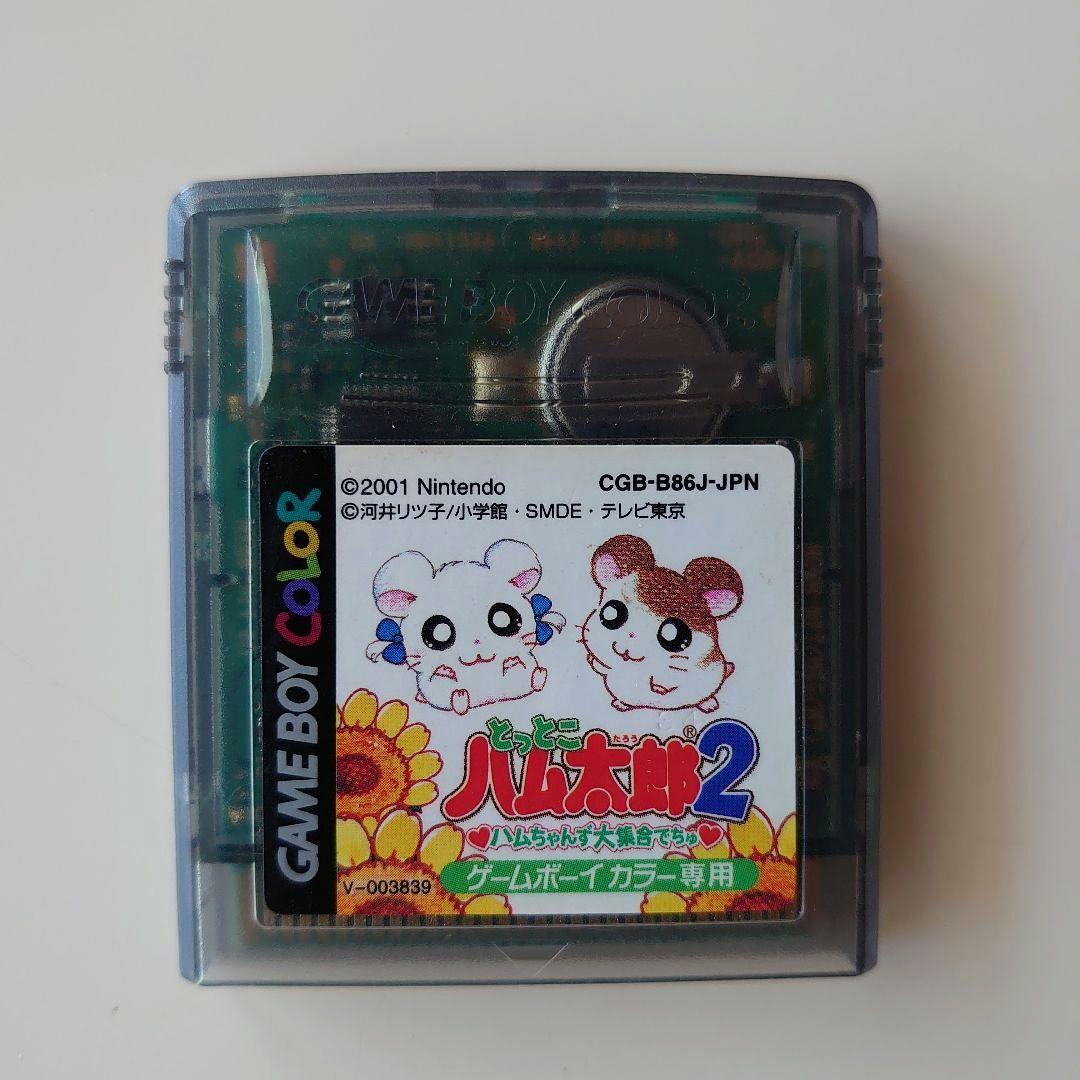 GAME BOY COLOR
GAME BOY COLOR
©2001 Nintendo
CGB-B86J-JPN
©河井リツ子/小学館・SMDE・テレビ東京
とっとこ
ハム太郎®2
たろう
♥ハムちゃんず大集合でちゅ♥
ゲームボーイカラー専用
V-003839